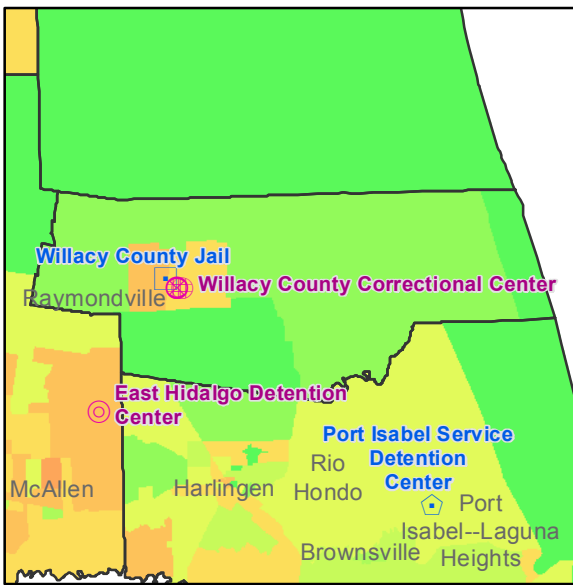 Willacy County Jail
Willacy County Correctional Center
Raymondville
East Hidalgo Detention
Center
Port Isabel Service
Detention
Center
McAllen
Harlingen
Rio
Hondo
Port
Isabel--Laguna
Heights
Brownsville